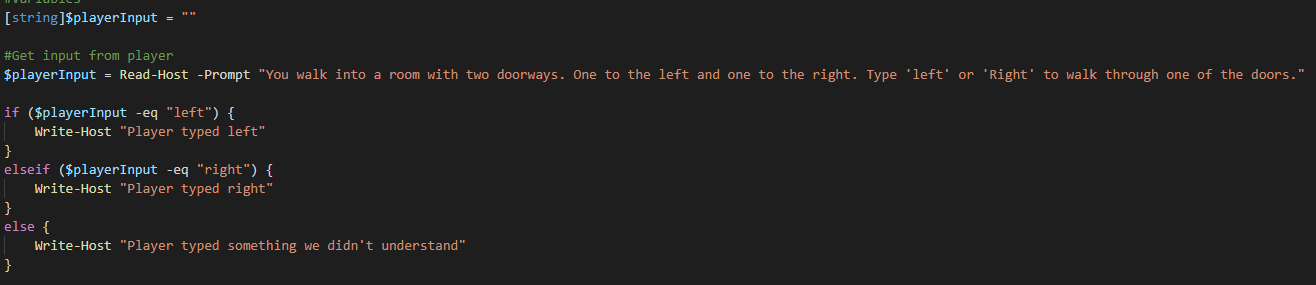 #Variables
[string]$playerInput = ""
#Get input from player
$playerInput = Read-Host -Prompt "You walk into a room with two doorways. One to the left and one to the right. Type 'left' or 'Right' to walk through one of the doors."
if ($playerInput -eq "left") {
    Write-Host "Player typed left"
}
elseif ($playerInput -eq "right") {
    Write-Host "Player typed right"
}
else {
    Write-Host "Player typed something we didn't understand"
}